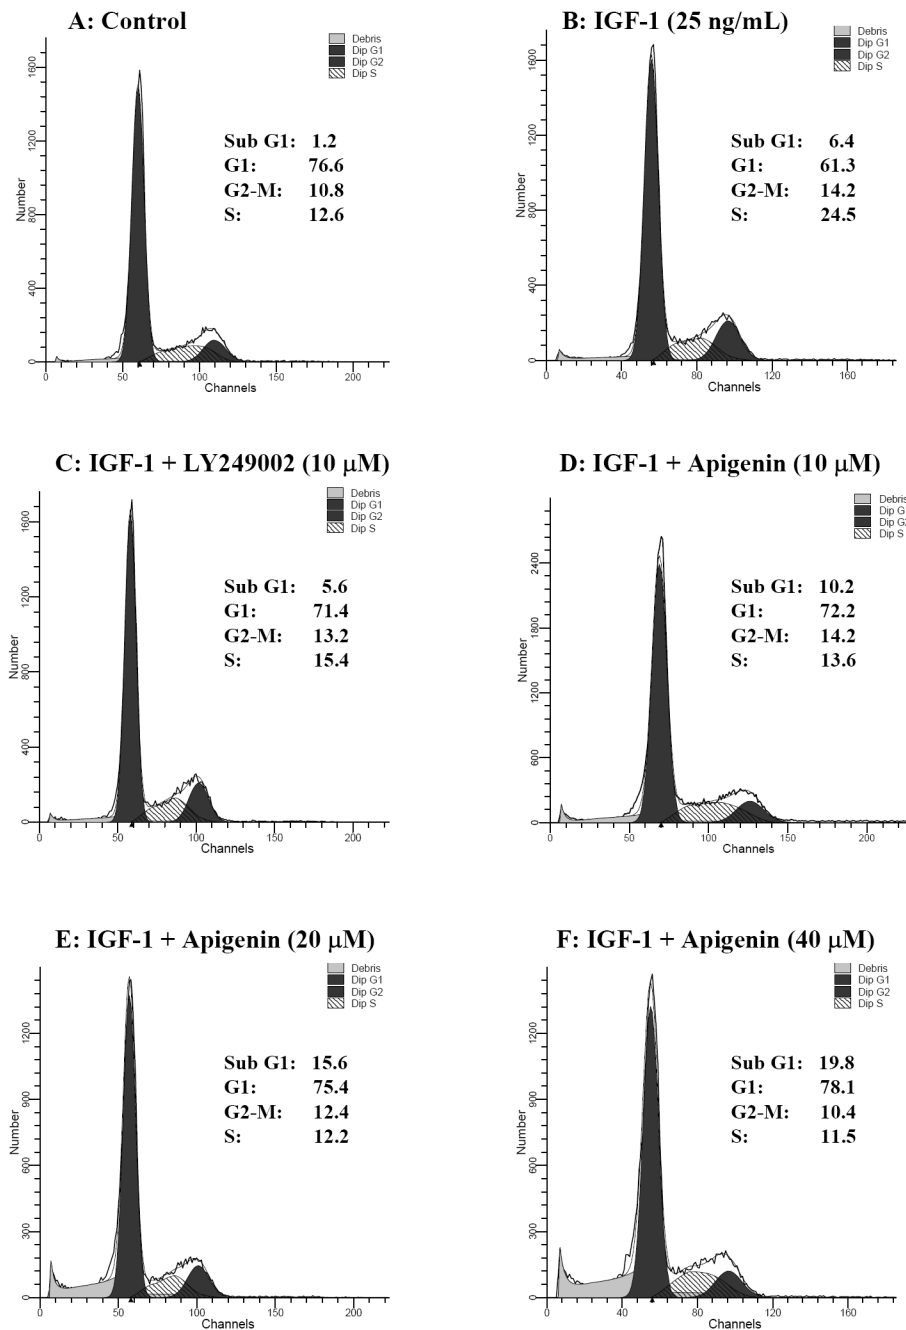 A: Control
Debris
Dip G1
Dip G2
Dip S
Sub G1: 1.2
G1: 76.6
G2-M: 10.8
S: 12.6
Number
0 400 800 1200 1600
0 50 100 150 200
Channels
B: IGF-1 (25 ng/mL)
Debris
Dip G1
Dip G2
Dip S
Sub G1: 6.4
G1: 61.3
G2-M: 14.2
S: 24.5
Number
0 400 800 1200 1600
0 40 80 120 160
Channels
C: IGF-1 + LY249002 (10 μM)
Debris
Dip G1
Dip G2
Dip S
Sub G1: 5.6
G1: 71.4
G2-M: 13.2
S: 15.4
Number
0 400 800 1200 1600
0 50 100 150 200
Channels
D: IGF-1 + Apigenin (10 μM)
Debris
Dip G
Dip G2
Dip S
Sub G1: 10.2
G1: 72.2
G2-M: 14.2
S: 13.6
Number
0 600 1200 1800 2400
0 50 100 150 200
Channels
E: IGF-1 + Apigenin (20 μM)
Debris
Dip G1
Dip G2
Dip S
Sub G1: 15.6
G1: 75.4
G2-M: 12.4
S: 12.2
Number
0 300 600 900 1200
0 50 100 150 200
Channels
F: IGF-1 + Apigenin (40 μM)
Debris
Dip G1
Dip G2
Dip S
Sub G1: 19.8
G1: 78.1
G2-M: 10.4
S: 11.5
Number
0 300 600 900 1200
0 40 80 120 160
Channels